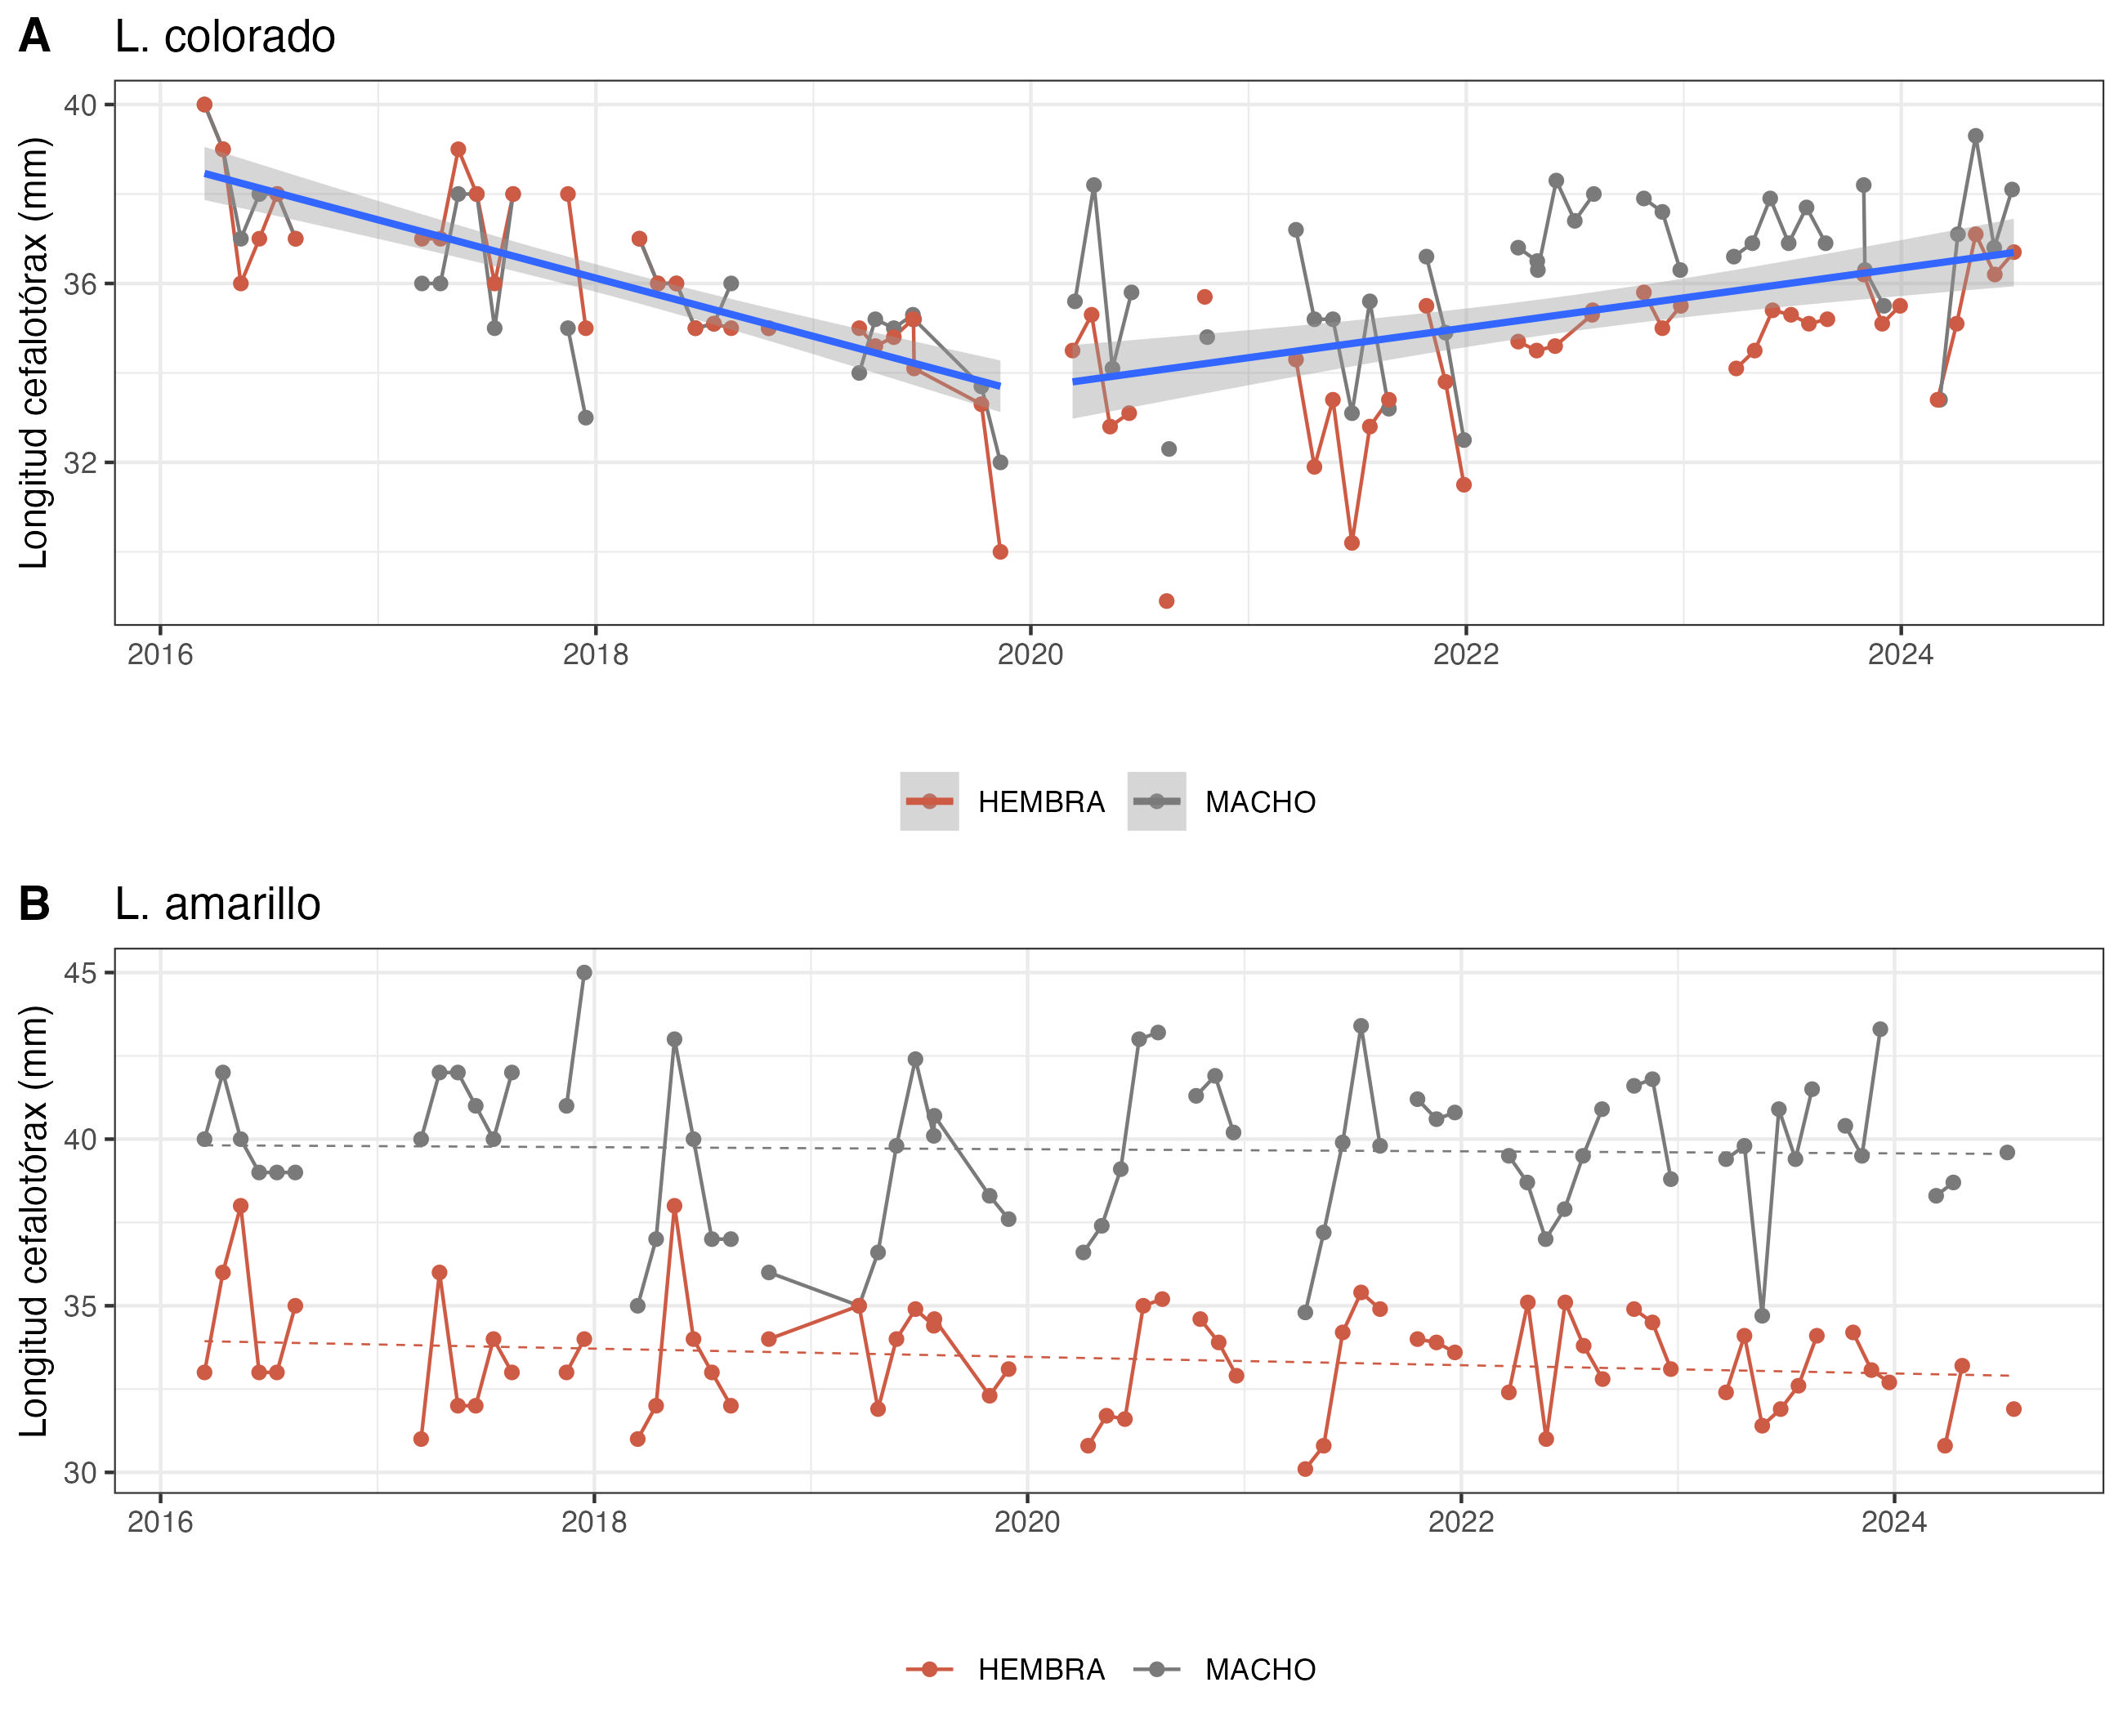 A L. colorado
Longitud cefalotórax (mm)
40
36
32
2016 2018 2020 2022 2024
HEMBRA MACHO
B L. amarillo
Longitud cefalotórax (mm)
45
40
35
30
2016 2018 2020 2022 2024
HEMBRA MACHO